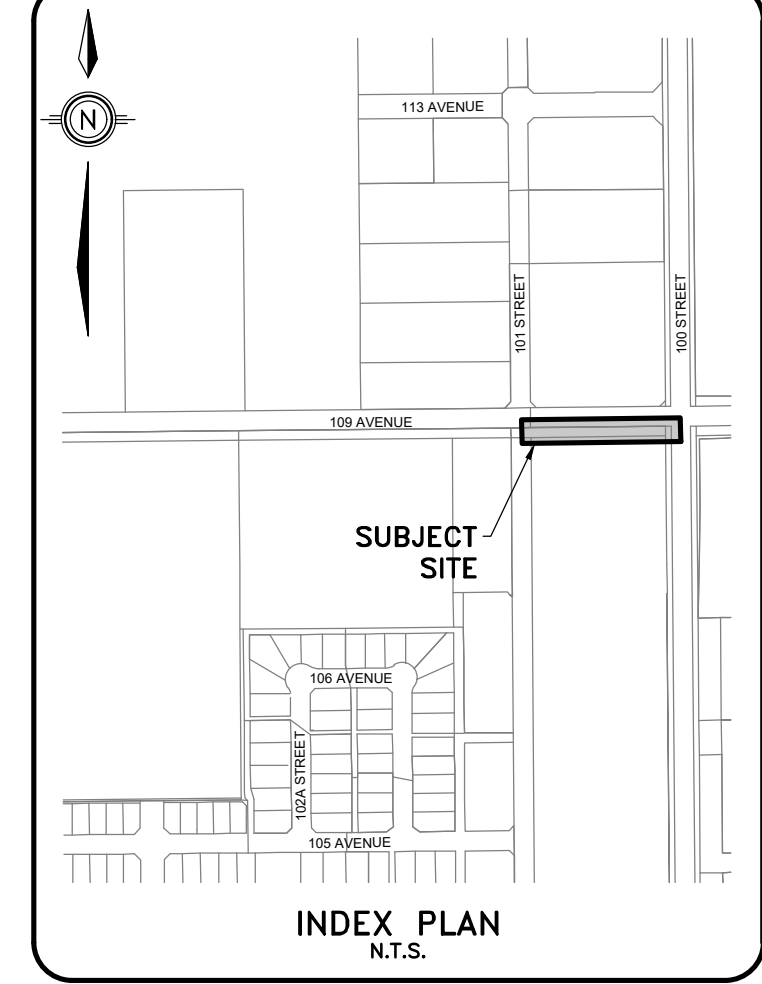 N
113 AVENUE
101 STREET
100 STREET
109 AVENUE
SUBJECT
SITE
106 AVENUE
102A STREET
105 AVENUE
INDEX PLAN
N.T.S.